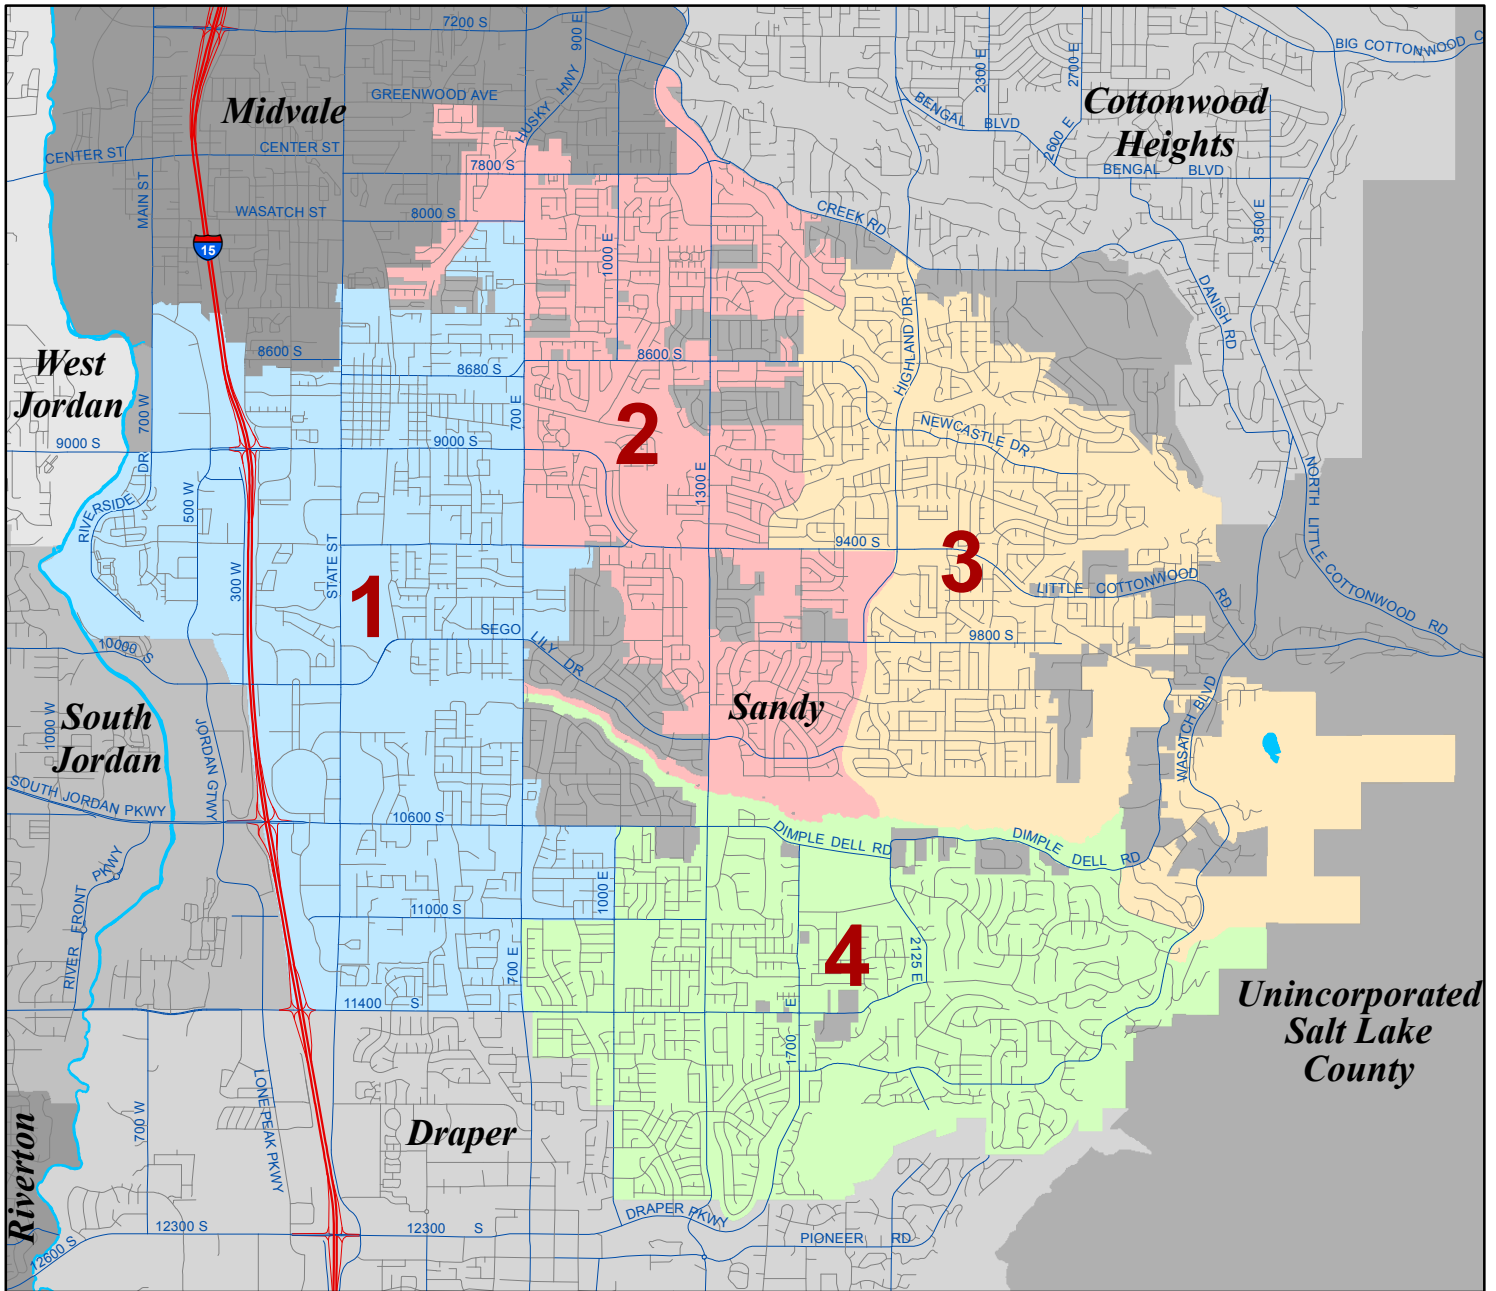 7200 S
900 E
BIG COTTONWOOD C
2300 E
2700 E
GREENWOOD AVE
HUSKY HWY
Midvale
BENGAL BLVD
Cottonwood
Heights
2600 E
CENTER ST
CENTER ST
7800 S
BENGAL BLVD
MAIN ST
WASATCH ST
8000 S
CREEK RD
3500 E
15
1000 E
DANISH RD
HIGHLAND DR
West
Jordan
8600 S
8680 S
8600 S
700 W
700 E
2
9000 S
9000 S
NEWCASTLE DR
RIVERSIDE DR
500 W
1300 E
NORTH LITTLE COTTONWOOD RD
9400 S
3
300 W
STATE ST
1
LITTLE COTTONWOOD RD
SEGO LILY DR
9800 S
10000 S
1000 W
South
Jordan
JORDAN GTWY
Sandy
WASATCH BLVD
SOUTH JORDAN PKWY
10600 S
DIMPLE DELL RD
DIMPLE DELL RD
RIVER FRONT PKWY
1000 E
11000 S
4
2125 E
700 E
11400 S
1700 E
Unincorporated
Salt Lake
County
LONE PEAK PKWY
700 W
Draper
Riverton
12300 S
12300 S
DRAPER PKWY
PIONEER RD
12600 S